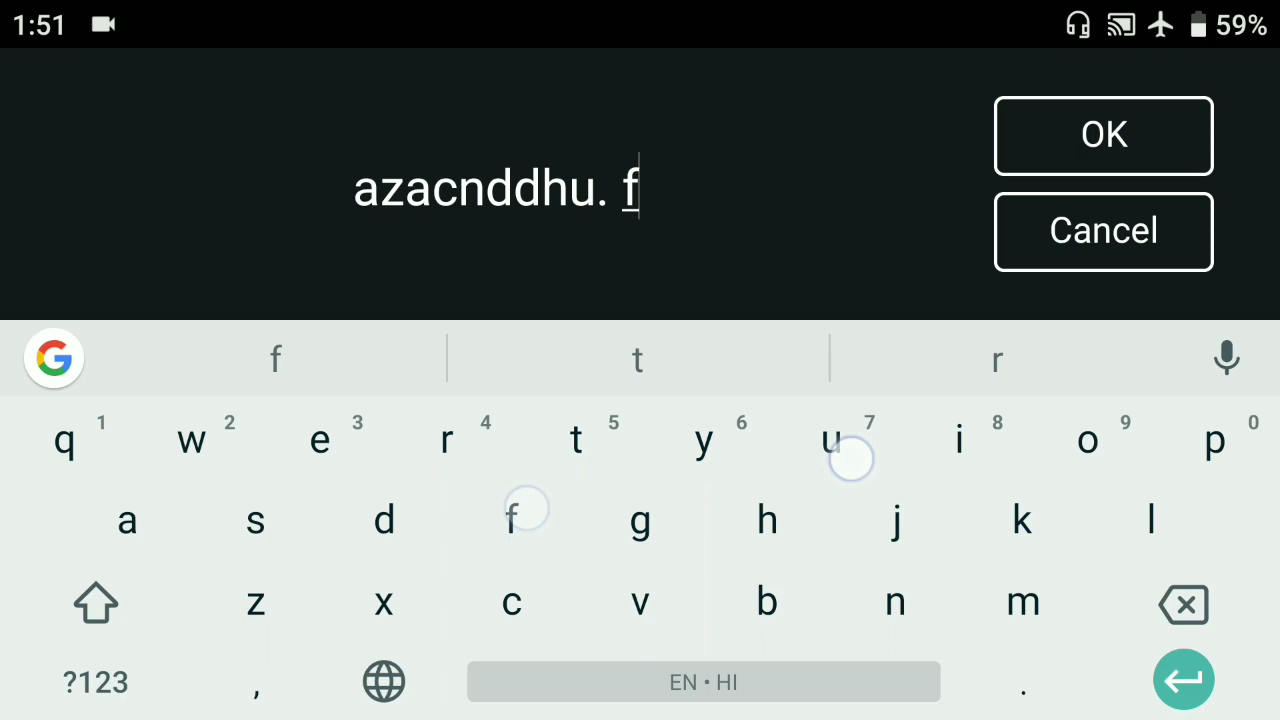 1:51 59%
OK
azacnddhu. f
Cancel
f t r
q 1 w 2 e 3 r 4 t 5 y 6 u 7 i 8 o 9 p 0
a s d f g h j k l
z x c v b n m
?123 , EN • HI .